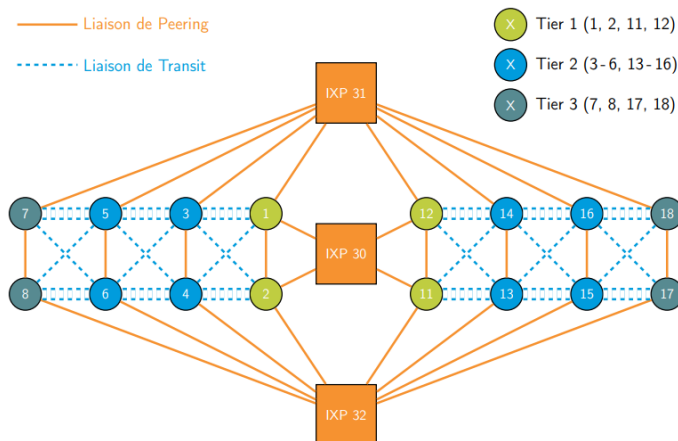 Liaison de Peering
Liaison de Transit
X Tier 1 (1, 2, 11, 12)
X Tier 2 (3-6, 13-16)
X Tier 3 (7, 8, 17, 18)
IXP 31
7 5 3 1 12 14 16 18
IXP 30
8 6 4 2 11 13 15 17
IXP 32